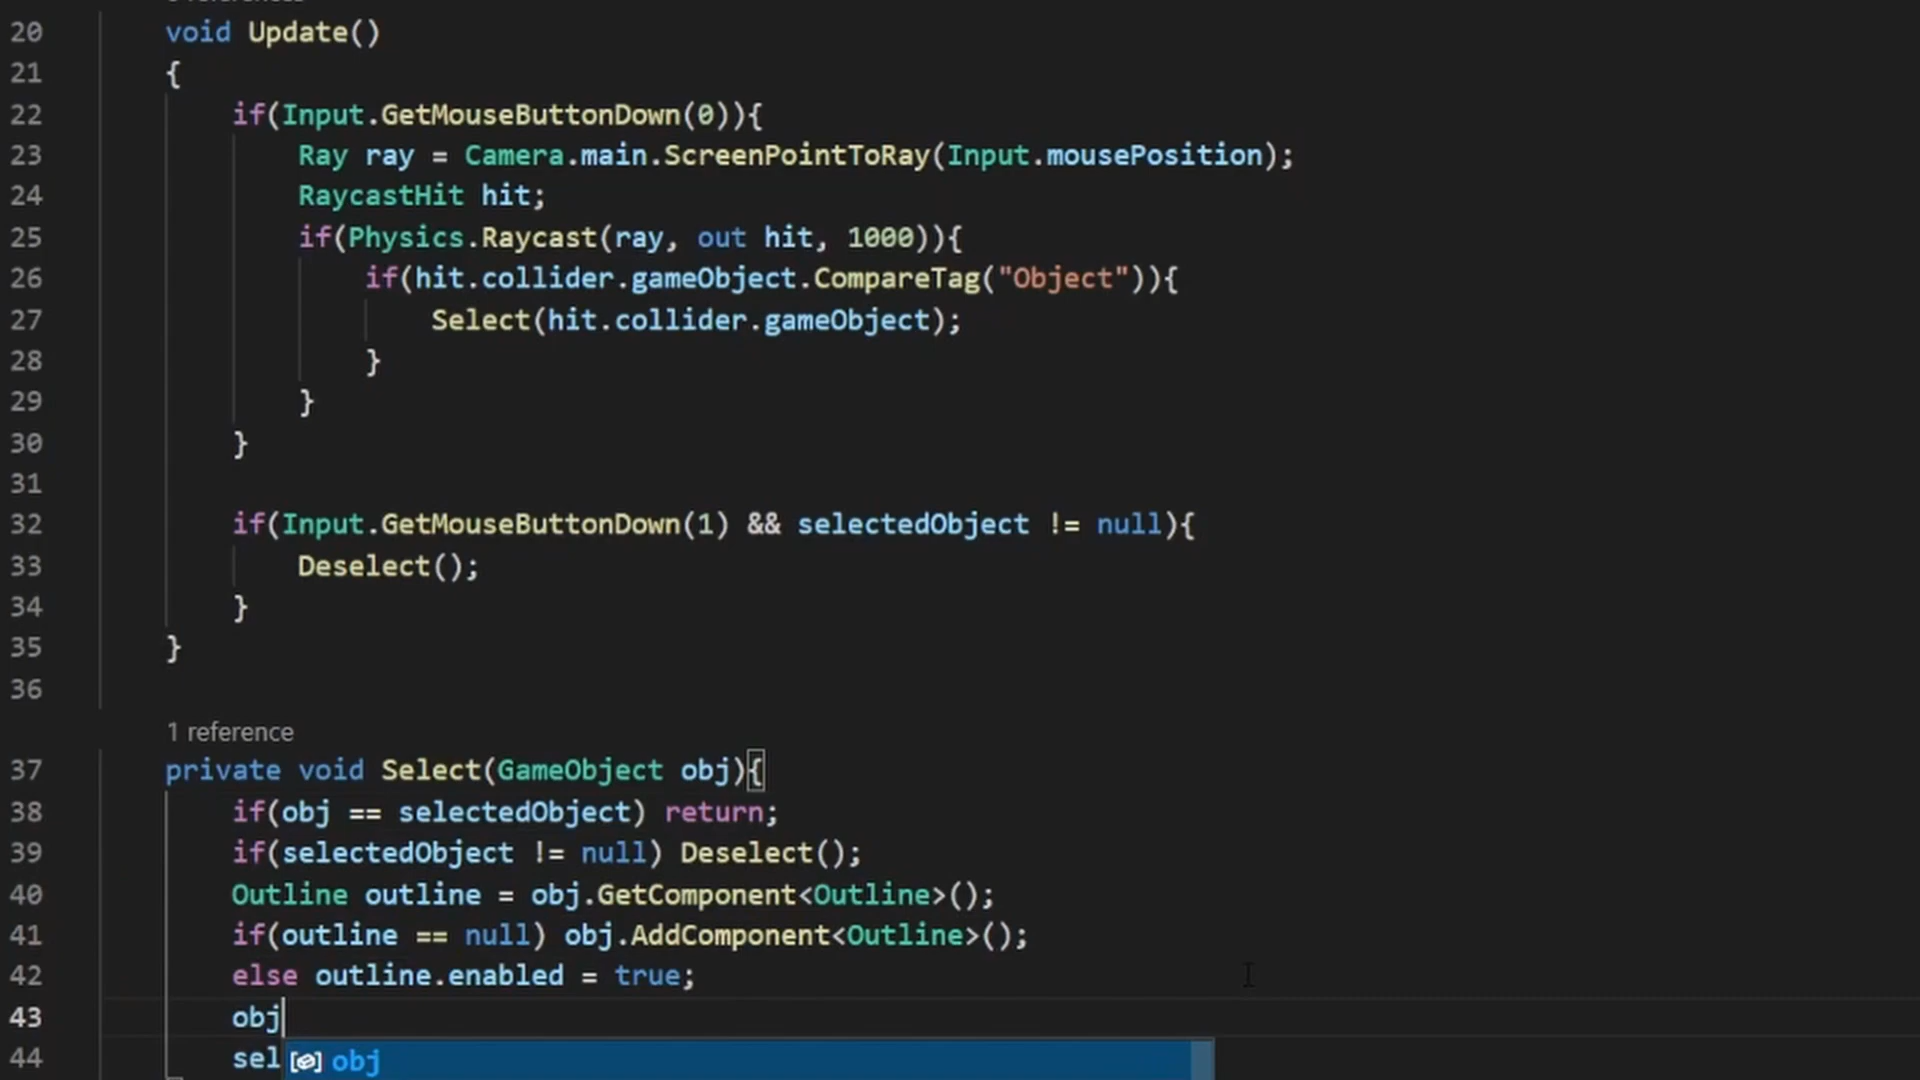 20 void Update()
21 {
22 if(Input.GetMouseButtonDown(0)){
23 Ray ray = Camera.main.ScreenPointToRay(Input.mousePosition);
24 RaycastHit hit;
25 if(Physics.Raycast(ray, out hit, 1000)){
26 if(hit.collider.gameObject.CompareTag("Object")){
27 Select(hit.collider.gameObject);
28 }
29 }
30 }
31
32 if(Input.GetMouseButtonDown(1) && selectedObject != null){
33 Deselect();
34 }
35 }
36
1 reference
37 private void Select(GameObject obj){
38 if(obj == selectedObject) return;
39 if(selectedObject != null) Deselect();
40 Outline outline = obj.GetComponent<Outline>();
41 if(outline == null) obj.AddComponent<Outline>();
42 else outline.enabled = true;
43 obj
44 sel obj